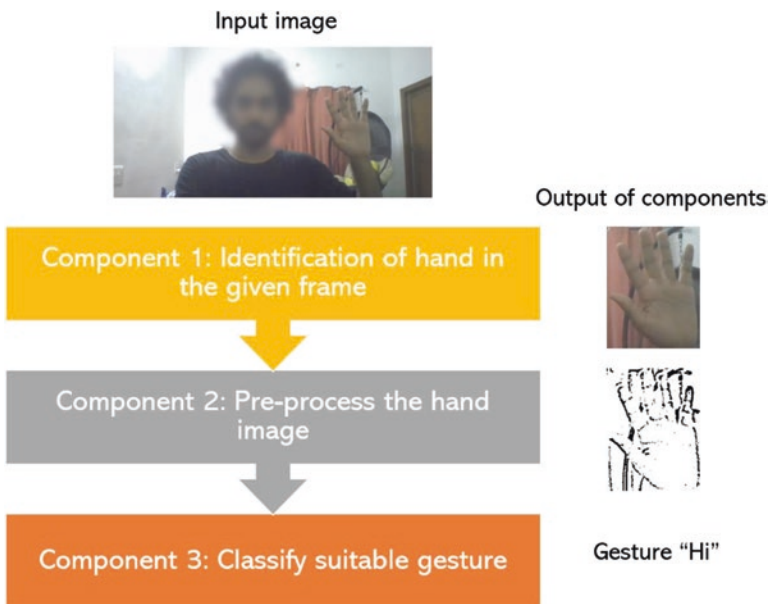 Input image
Output of components
Component 1: Identification of hand in
the given frame
Component 2: Pre-process the hand
image
Component 3: Classify suitable gesture
Gesture “Hi”